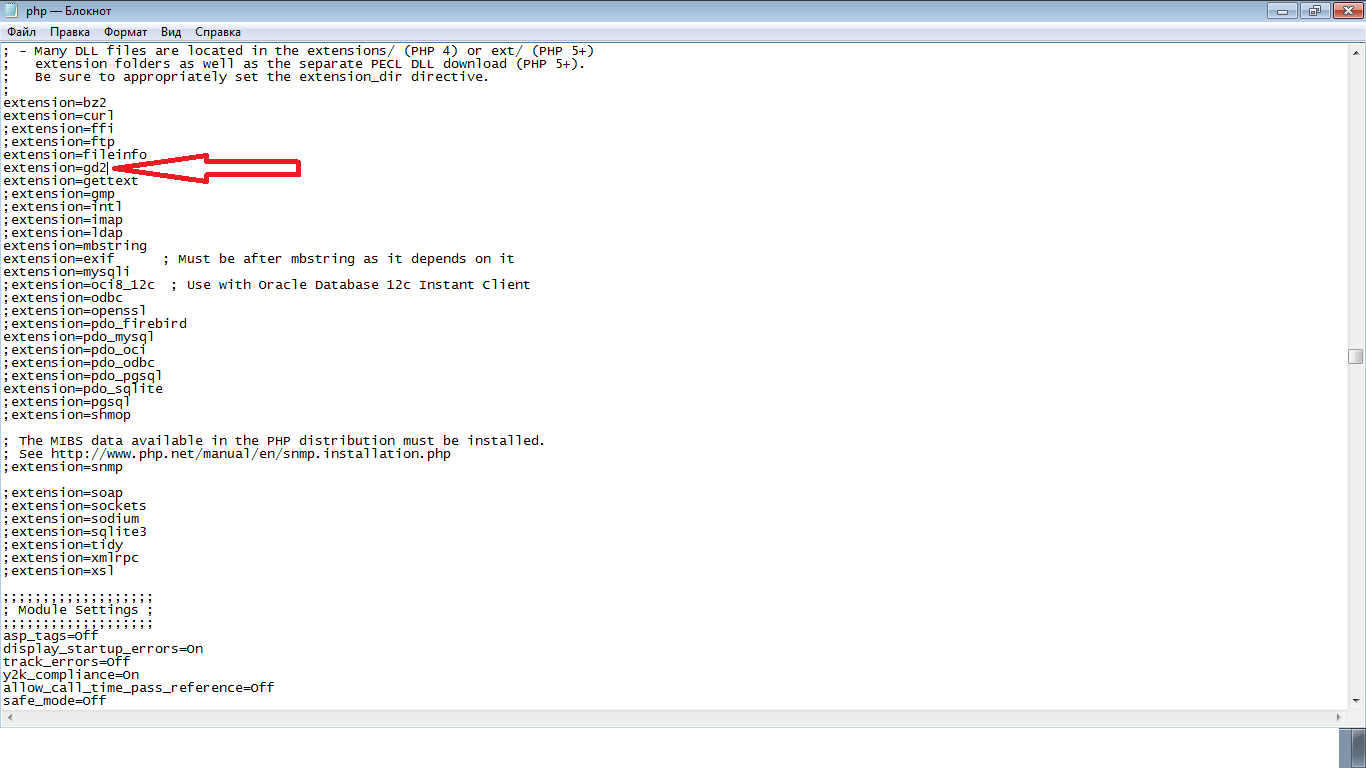 php — Блокнот
Файл Правка Формат Вид Справка
; - Many DLL files are located in the extensions/ (PHP 4) or ext/ (PHP 5+)
;   extension folders as well as the separate PECL DLL download (PHP 5+).
;   Be sure to appropriately set the extension_dir directive.
;
extension=bz2
extension=curl
;extension=ffi
;extension=ftp
extension=fileinfo
extension=gd2
extension=gettext
;extension=gmp
;extension=intl
;extension=imap
;extension=ldap
extension=mbstring
extension=exif      ; Must be after mbstring as it depends on it
extension=mysqli
;extension=oci8_12c  ; Use with Oracle Database 12c Instant Client
;extension=odbc
;extension=openssl
;extension=pdo_firebird
extension=pdo_mysql
;extension=pdo_oci
;extension=pdo_odbc
;extension=pdo_pgsql
extension=pdo_sqlite
;extension=pgsql
;extension=shmop
; The MIBS data available in the PHP distribution must be installed.
; See http://www.php.net/manual/en/snmp.installation.php
;extension=snmp
;extension=soap
;extension=sockets
;extension=sodium
;extension=sqlite3
;extension=tidy
;extension=xmlrpc
;extension=xsl
;;;;;;;;;;;;;;;;;;;
; Module Settings ;
;;;;;;;;;;;;;;;;;;;
asp_tags=Off
display_startup_errors=On
track_errors=Off
y2k_compliance=On
allow_call_time_pass_reference=Off
safe_mode=Off